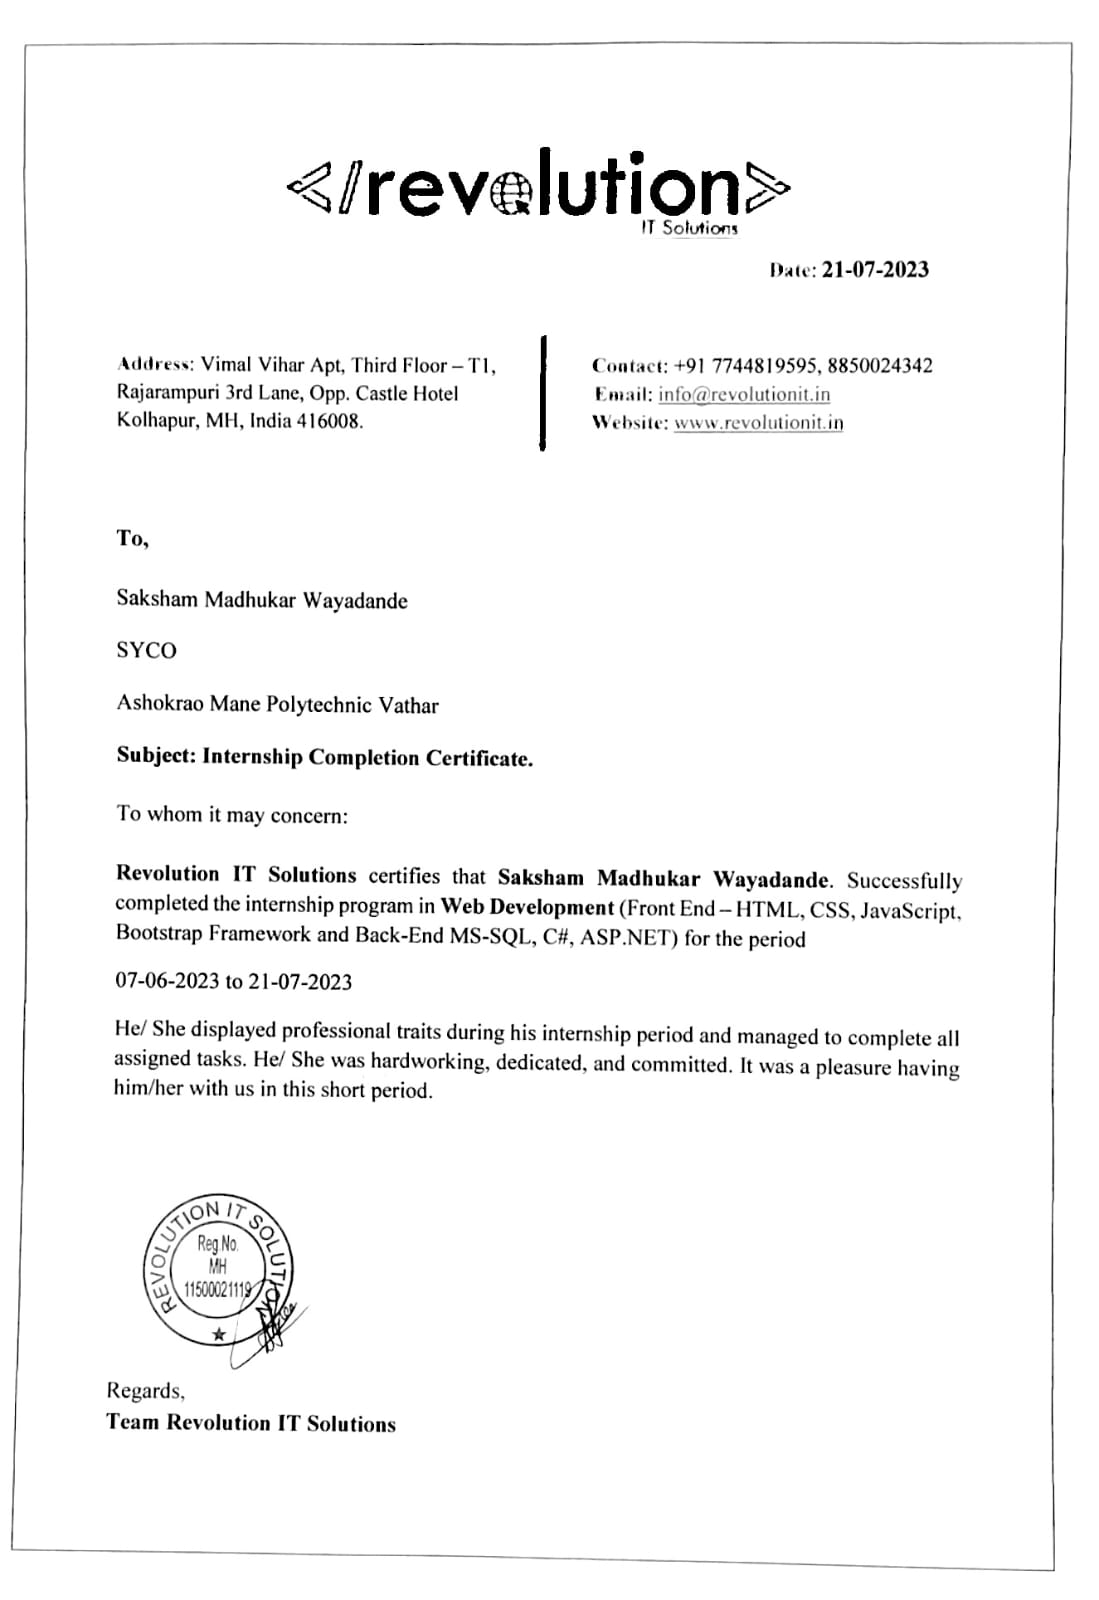 </revolution>
IT Solutions
Date: 21-07-2023
Address: Vimal Vihar Apt, Third Floor – T1,
Rajarampuri 3rd Lane, Opp. Castle Hotel
Kolhapur, MH, India 416008.
Contact: +91 7744819595, 8850024342
Email: info@revolutionit.in
Website: www.revolutionit.in
To,
Saksham Madhukar Wayadande
SYCO
Ashokrao Mane Polytechnic Vathar
Subject: Internship Completion Certificate.
To whom it may concern:
Revolution IT Solutions certifies that Saksham Madhukar Wayadande. Successfully
completed the internship program in Web Development (Front End – HTML, CSS, JavaScript,
Bootstrap Framework and Back-End MS-SQL, C#, ASP.NET) for the period
07-06-2023 to 21-07-2023
He/ She displayed professional traits during his internship period and managed to complete all
assigned tasks. He/ She was hardworking, dedicated, and committed. It was a pleasure having
him/her with us in this short period.
REVOLUTION IT SOLUTION
Reg.No.
MH
11500021119
Regards,
Team Revolution IT Solutions